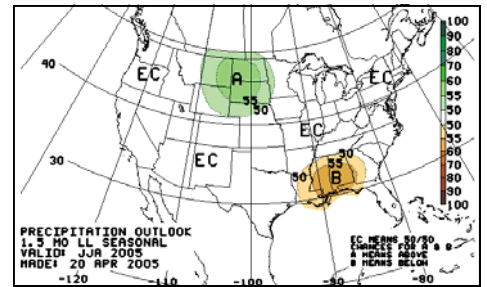 100
90
80
70
60
55
50
50
55
60
70
80
90
100
40
30
EC
A
EC
55
50
EC
EC
50
55
50
B
PRECIPITATION OUTLOOK
1.5 MO LL SEASONAL
VALID: JJA 2005
MADE: 20 APR 2005
EC MEANS 50/50
CHANCES FOR A & B
A MEANS ABOVE
B MEANS BELOW
-120
-110
-100
-90
-80